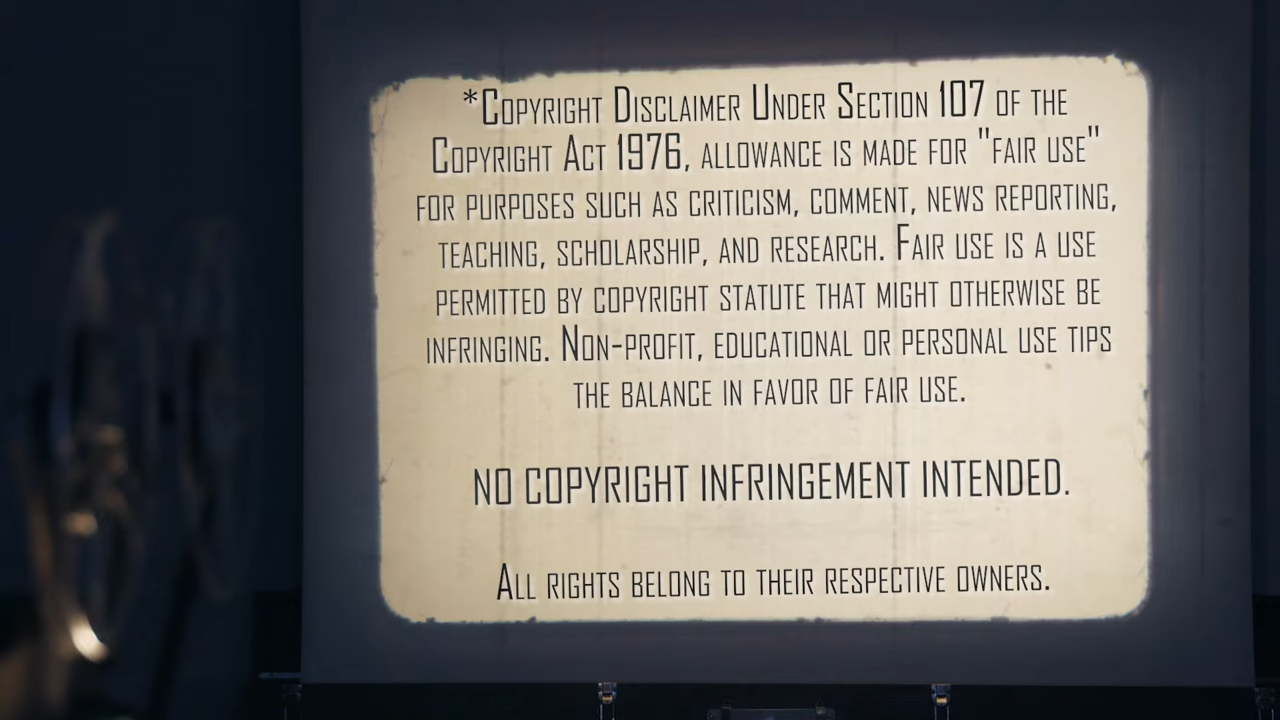 *Copyright Disclaimer Under Section 107 of the
Copyright Act 1976, allowance is made for "fair use"
for purposes such as criticism, comment, news reporting,
teaching, scholarship, and research. Fair use is a use
permitted by copyright statute that might otherwise be
infringing. Non-profit, educational or personal use tips
the balance in favor of fair use.
NO COPYRIGHT INFRINGEMENT INTENDED.
All rights belong to their respective owners.